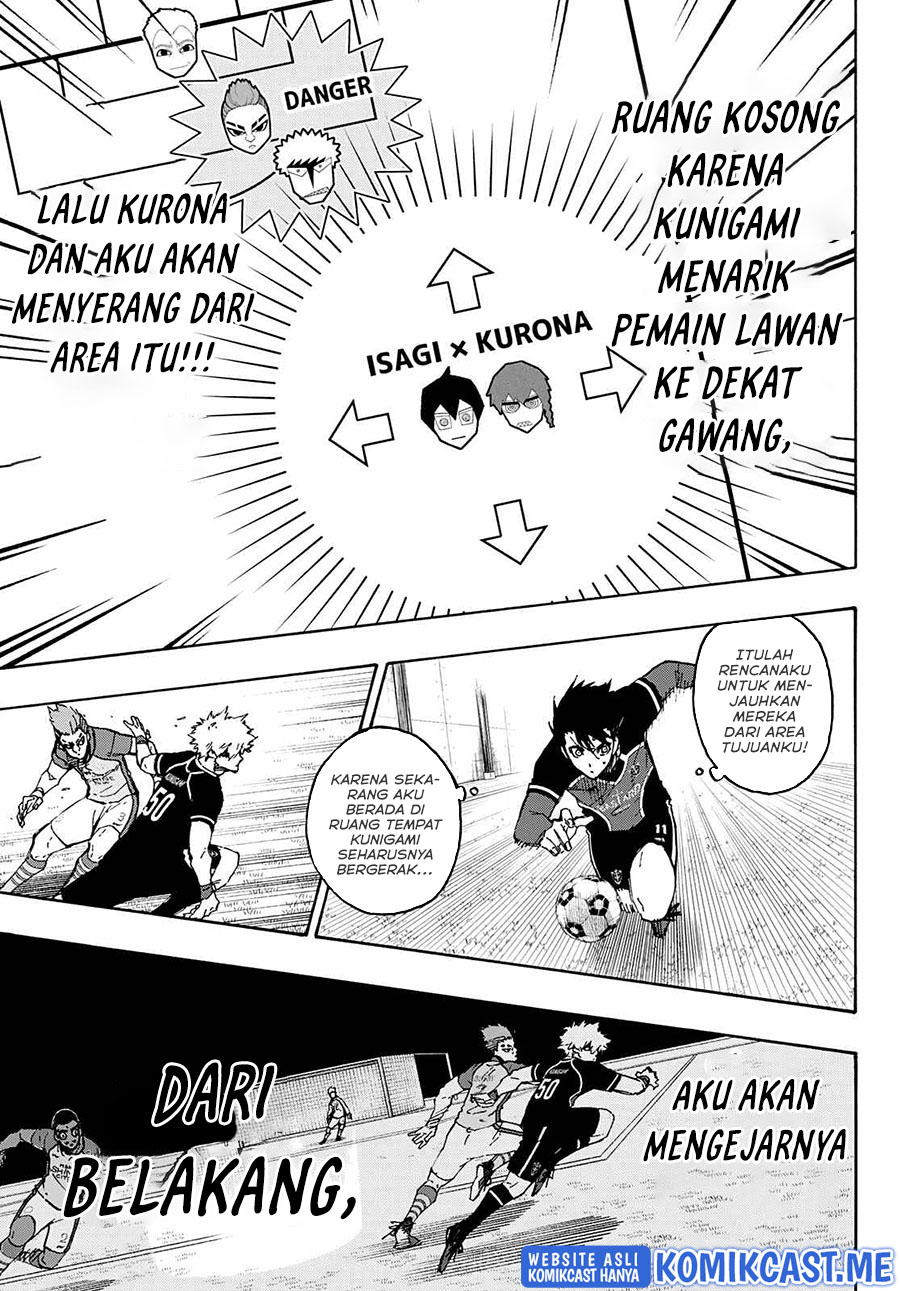 DANGER
RUANG KOSONG
KARENA
KUNIGAMI
MENARIK
PEMAIN LAWAN
KE DEKAT
GAWANG,
LALU KURONA
DAN AKU AKAN
MENYERANG DARI
AREA ITU!!!
ISAGI × KURONA
ITULAH
RENCANAKU
UNTUK MEN-
JAUHKAN
MEREKA
DARI AREA
TUJUANKU!
11
KARENA SEKA-
RANG AKU
BERADA DI
RUANG TEMPAT
KUNIGAMI
SEHARUSNYA
BERGERAK...
50
AKU AKAN
MENGEJARNYA
50
DARI
BELAKANG,
WEBSITE ASLI
KOMIKCAST HANYA
KOMIKCAST.ME